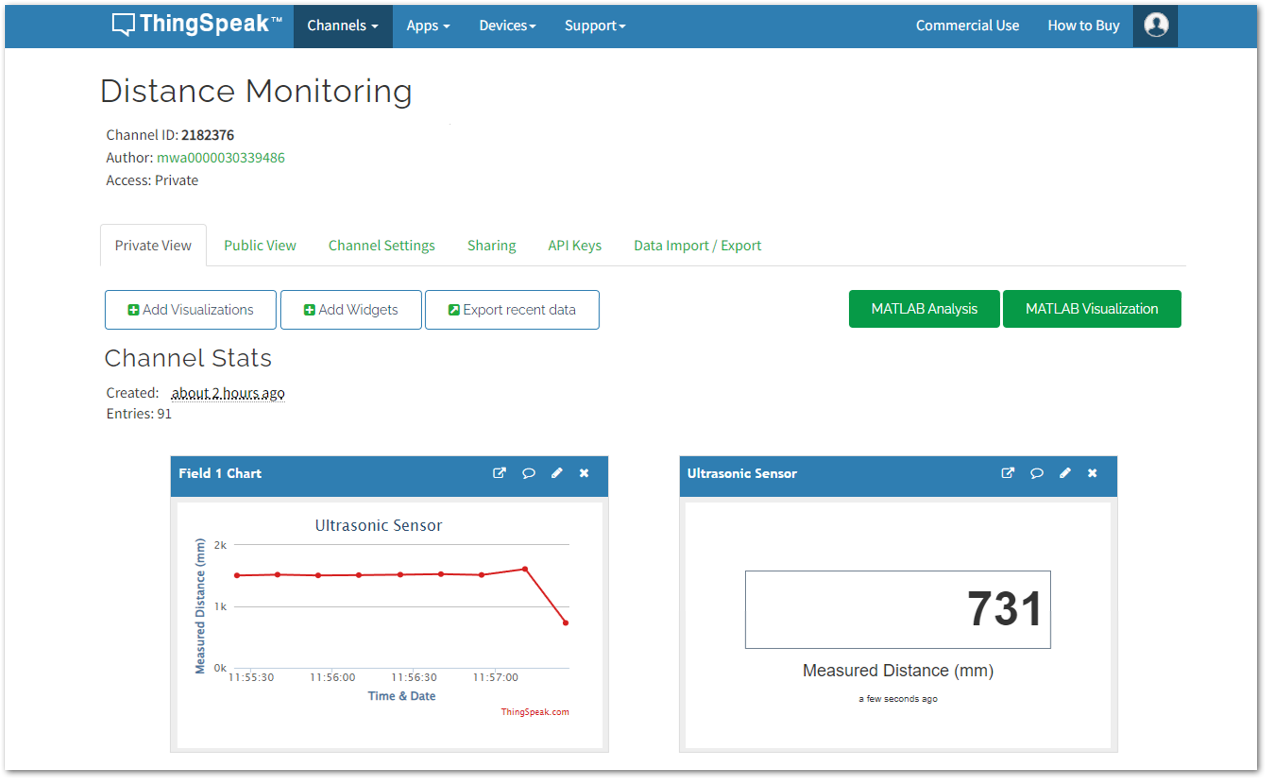 ThingSpeak™ Channels Apps Devices Support Commercial Use How to Buy
Distance Monitoring
Channel ID: 2182376
Author: mwa0000030339486
Access: Private
Private View Public View Channel Settings Sharing API Keys Data Import / Export
Add Visualizations Add Widgets Export recent data MATLAB Analysis MATLAB Visualization
Channel Stats
Created: about 2 hours ago
Entries: 91
Field 1 Chart
Ultrasonic Sensor
Measured Distance (mm)
2k
1k
0k
11:55:30 11:56:00 11:56:30 11:57:00
Time & Date
ThingSpeak.com
Ultrasonic Sensor
731
Measured Distance (mm)
a few seconds ago